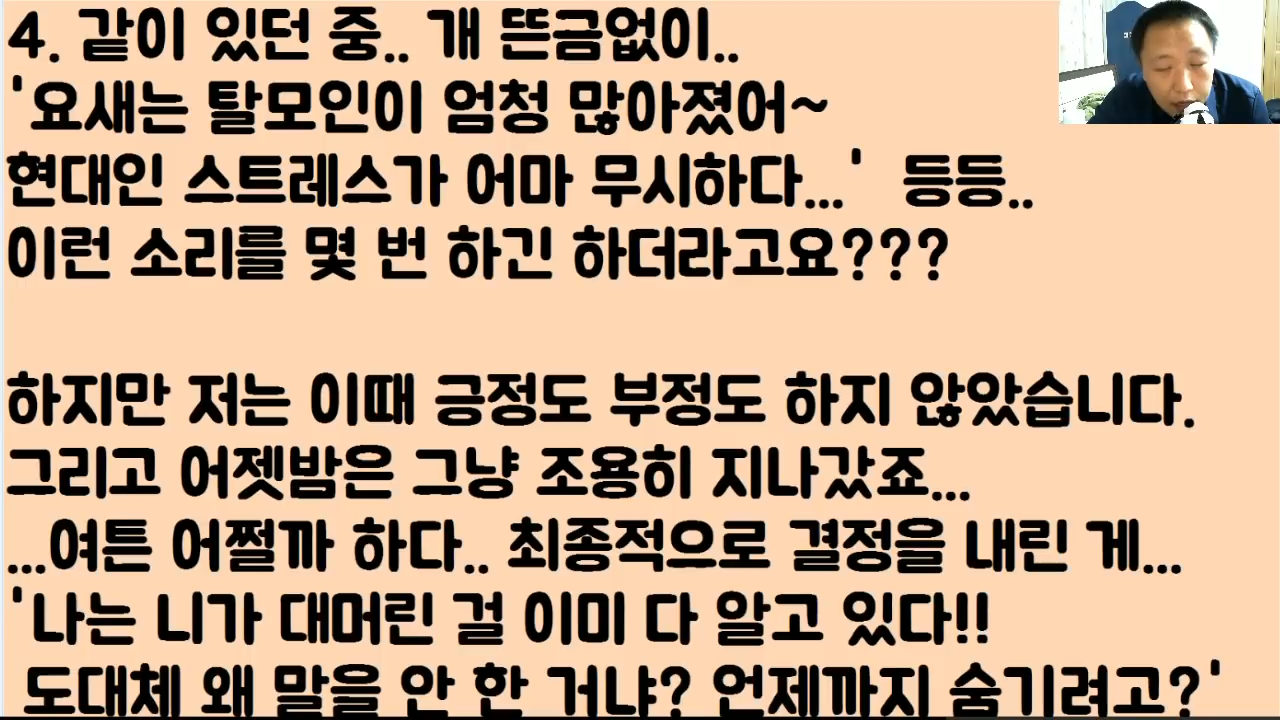 4. 같이 있던 중.. 개 뜬금없이..
'요새는 탈모인이 엄청 많아졌어~
현대인 스트레스가 어마 무시하다...' 등등..
이런 소리를 몇 번 하긴 하더라고요???
하지만 저는 이때 긍정도 부정도 하지 않았습니다.
그리고 어젯밤은 그냥 조용히 지나갔죠...
...여튼 어쩔까 하다.. 최종적으로 결정을 내린 게...
'나는 니가 대머린 걸 이미 다 알고 있다!!
도대체 왜 말을 안 한 거냐? 언제까지 숨기려고?'